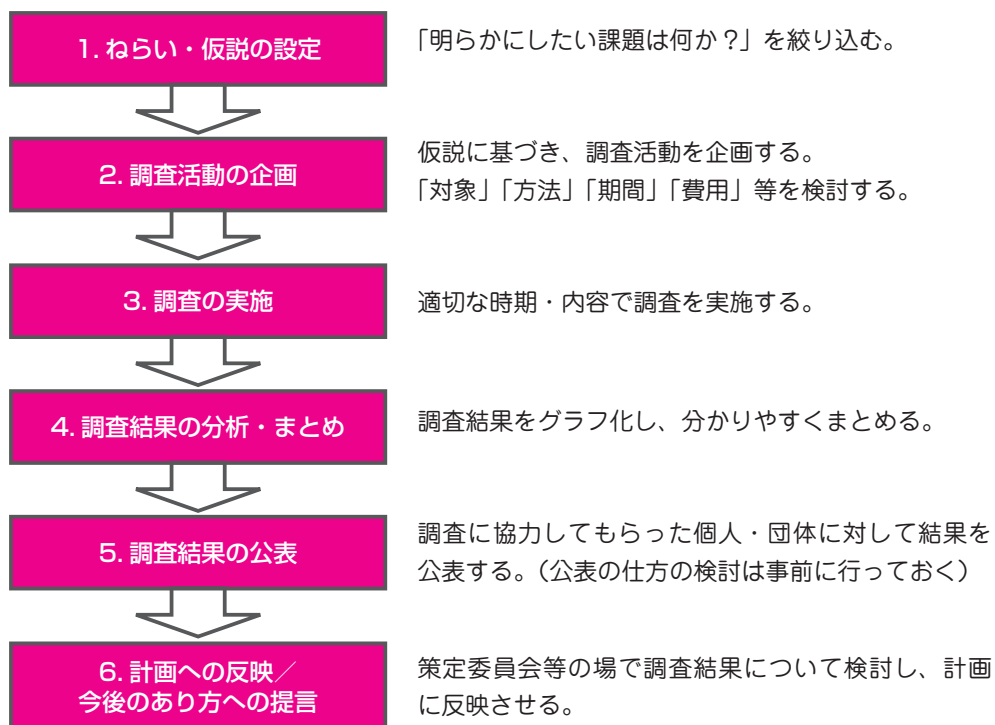 1. ねらい・仮説の設定
「明らかにしたい課題は何か？」を絞り込む。
2. 調査活動の企画
仮説に基づき、調査活動を企画する。
「対象」「方法」「期間」「費用」等を検討する。
3. 調査の実施
適切な時期・内容で調査を実施する。
4. 調査結果の分析・まとめ
調査結果をグラフ化し、分かりやすくまとめる。
5. 調査結果の公表
調査に協力してもらった個人・団体に対して結果を
公表する。（公表の仕方の検討は事前に行っておく）
6. 計画への反映／
今後のあり方への提言
策定委員会等の場で調査結果について検討し、計画
に反映させる。